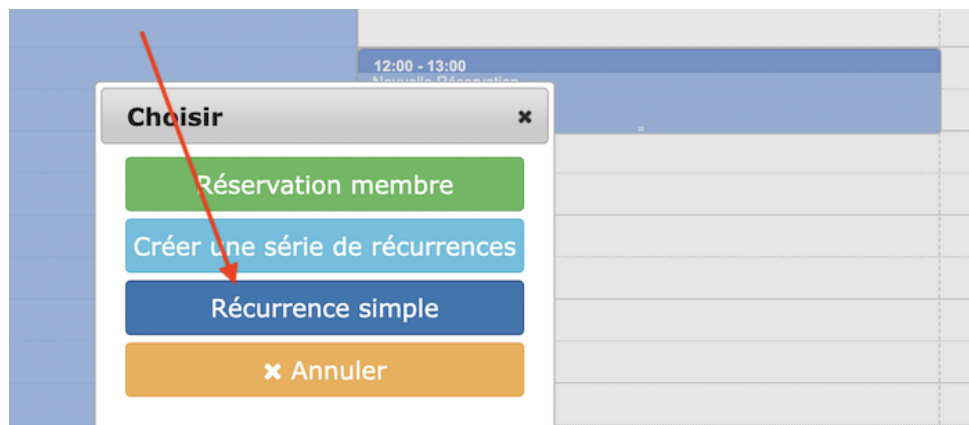 12:00 - 13:00
Nouvelle Réservation
Choisir
Réservation membre
Créer une série de récurrences
Récurrence simple
Annuler